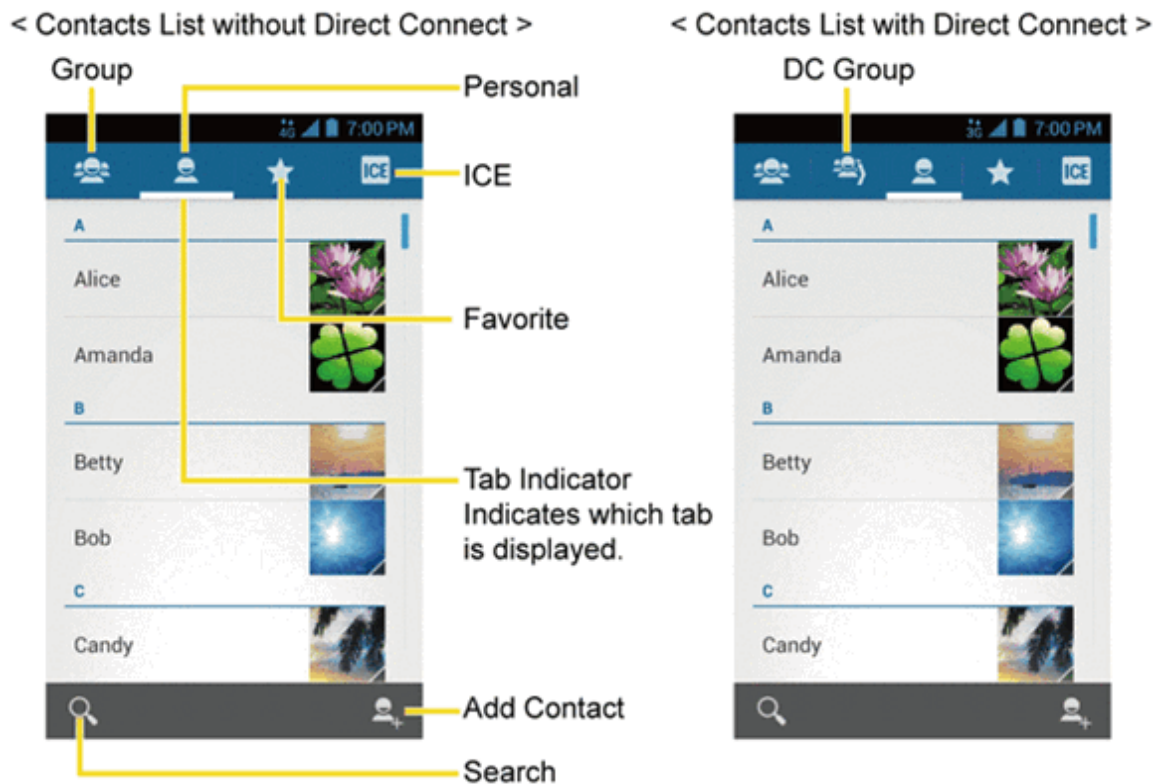 < Contacts List without Direct Connect >
< Contacts List with Direct Connect >
Group
Personal
DC Group
4G 7:00 PM
3G 7:00 PM
ICE
ICE
ICE
A
Alice
Amanda
B
Betty
Bob
C
Candy
Favorite
Tab Indicator
Indicates which tab
is displayed.
Add Contact
Search
A
Alice
Amanda
B
Betty
Bob
C
Candy